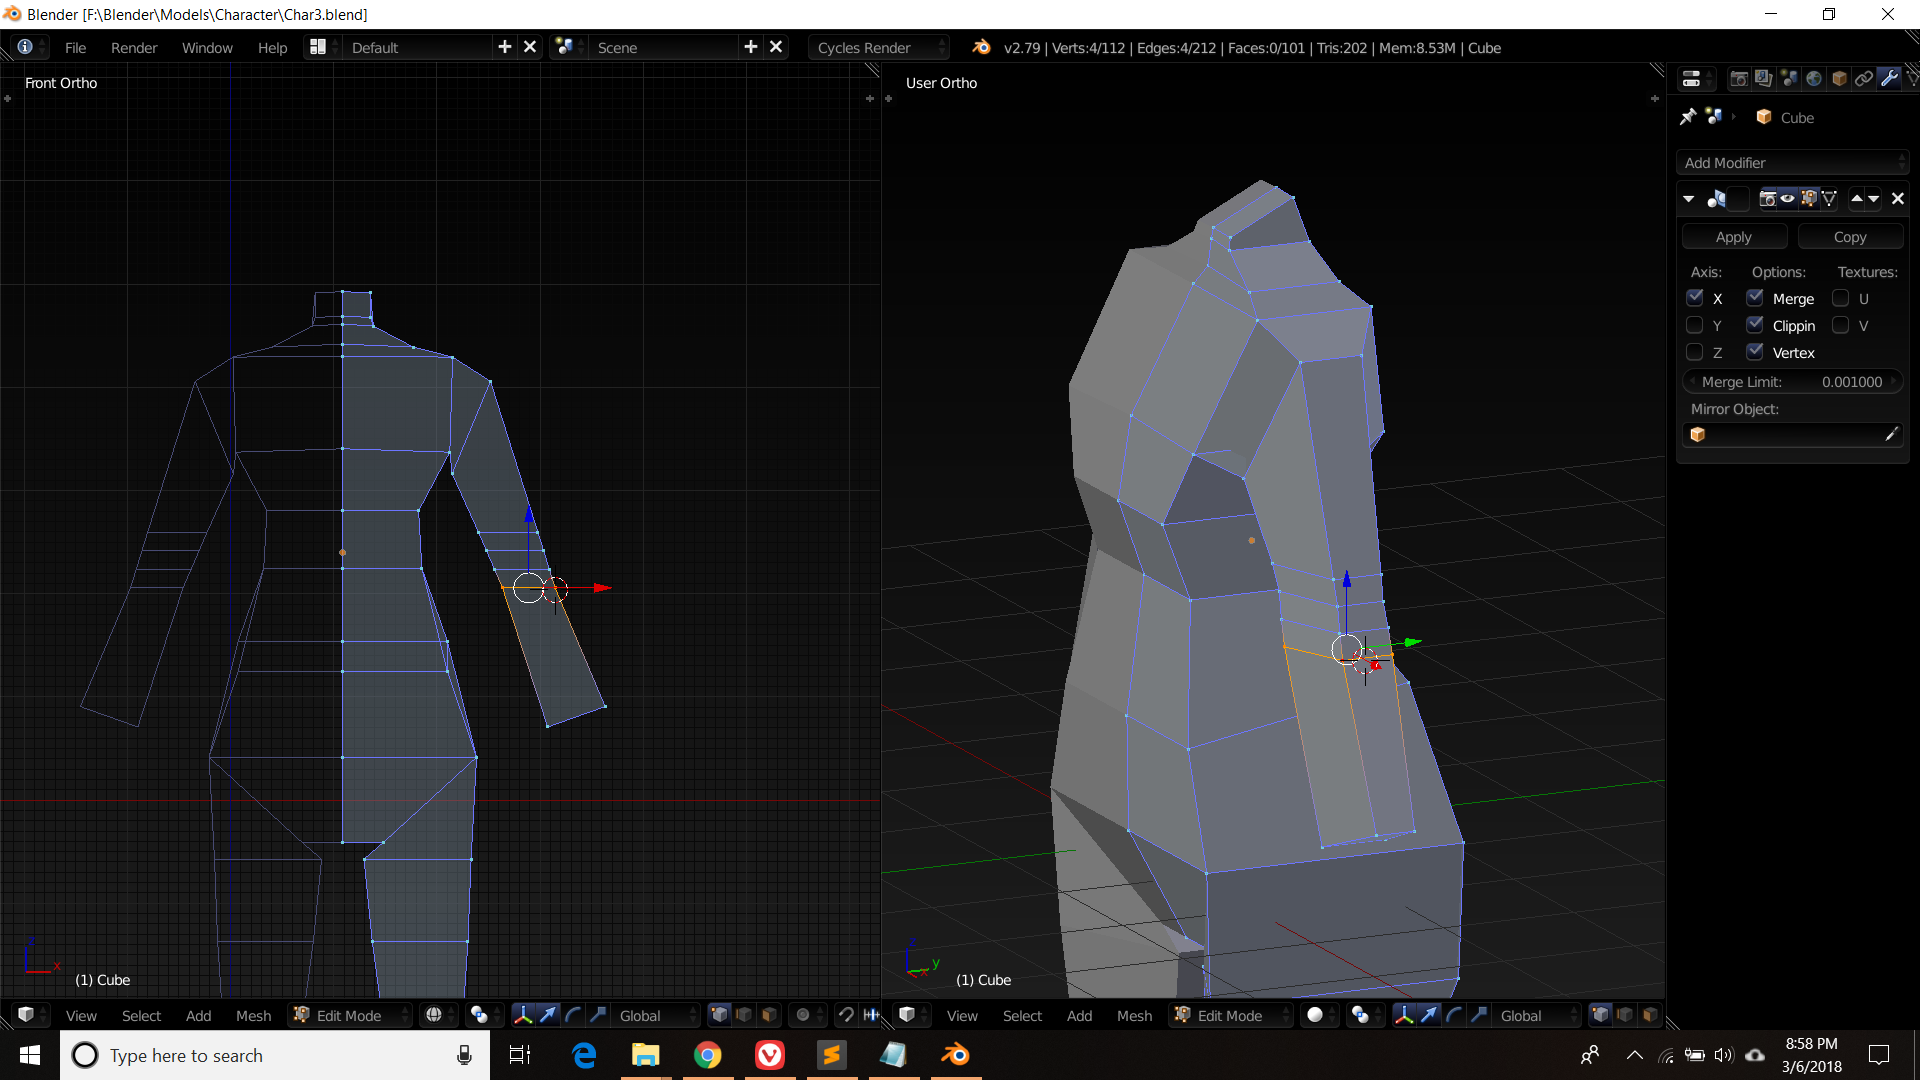 Blender [F:\Blender\Models\Character\Char3.blend]
File Render Window Help Default Scene Cycles Render v2.79 | Verts:4/112 | Edges:4/212 | Faces:0/101 | Tris:202 | Mem:8.53M | Cube
Front Ortho
User Ortho
Cube
Add Modifier
Apply Copy
Axis: Options: Textures:
X Merge U
Y Clippin V
Z Vertex
Merge Limit: 0.001000
Mirror Object:
z
x
(1) Cube
z
y
x
(1) Cube
View Select Add Mesh Edit Mode Global
View Select Add Mesh Edit Mode Global
Type here to search
8:58 PM
3/6/2018